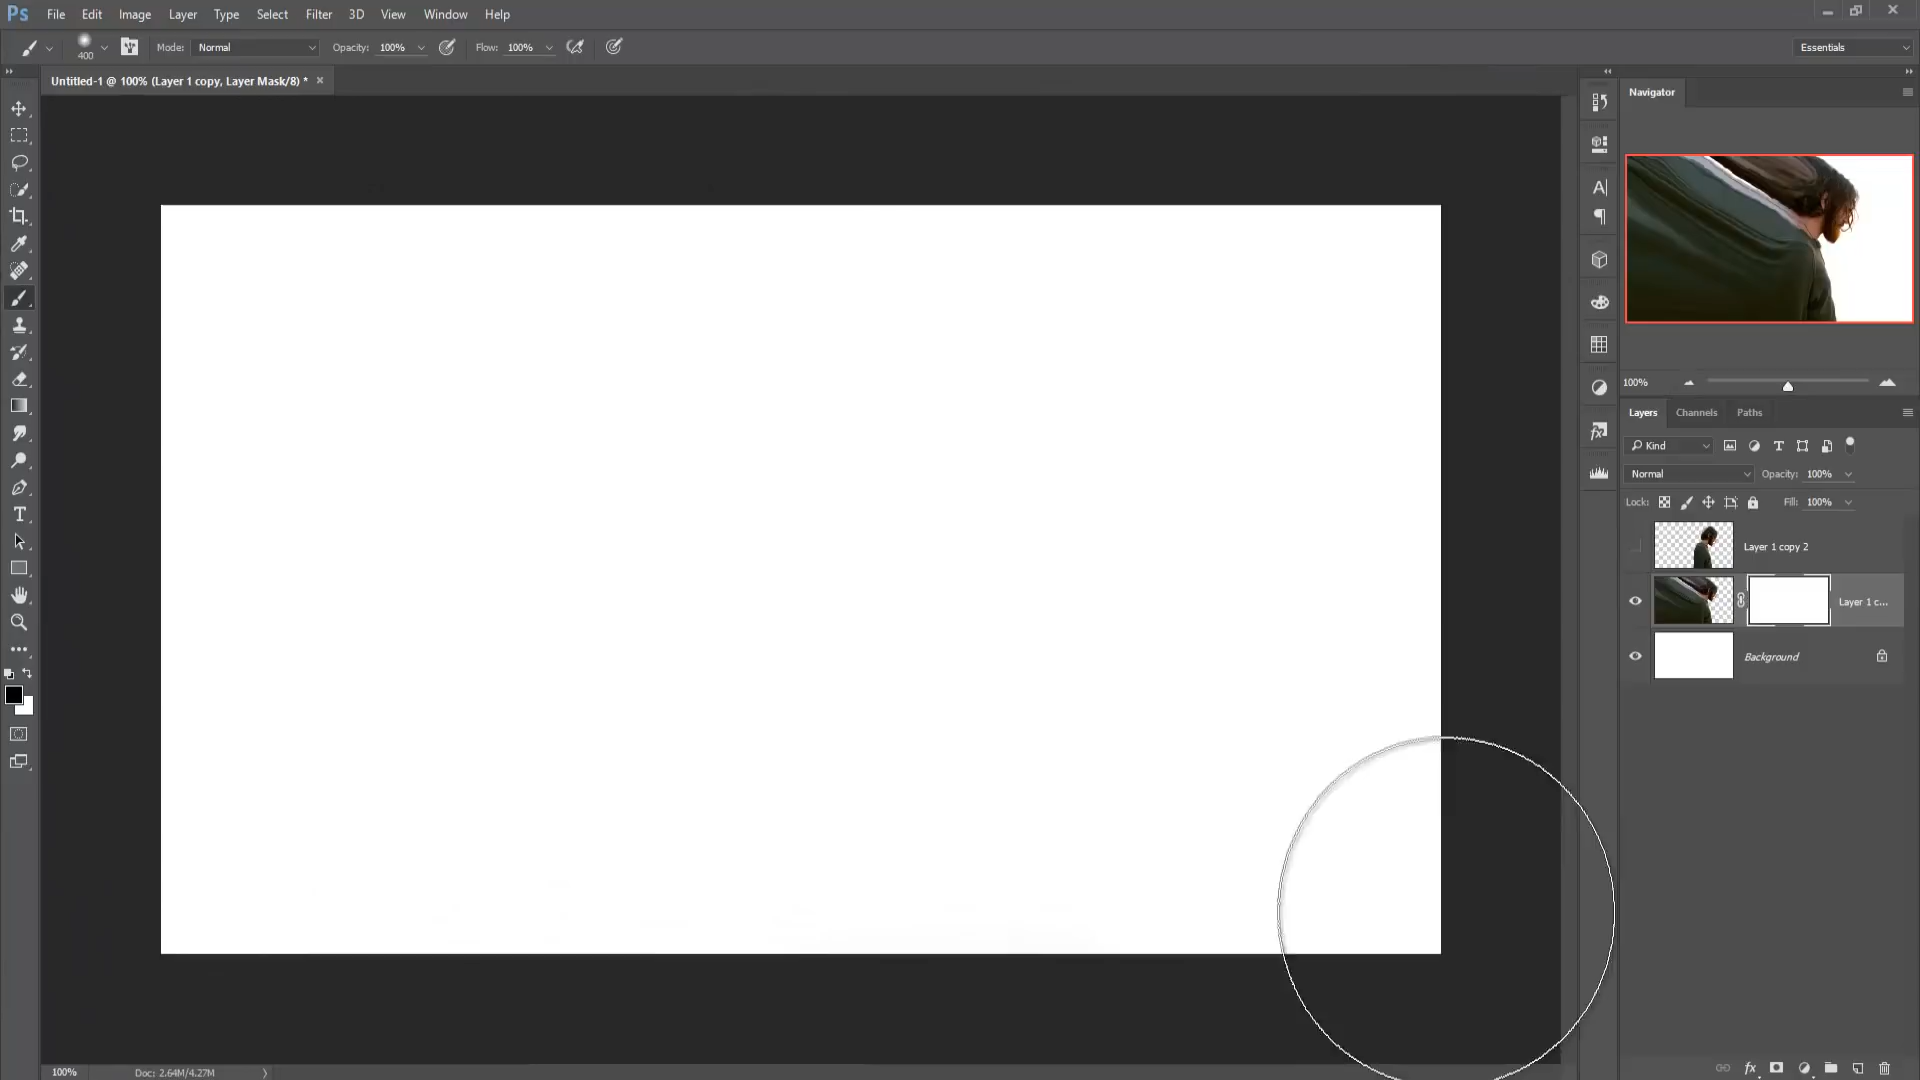 Ps File Edit Image Layer Type Select Filter 3D View Window Help
400 Mode: Normal Opacity: 100% Flow: 100% Essentials
Untitled-1 @ 100% (Layer 1 copy, Layer Mask/8) * ×
Navigator
100%
Layers Channels Paths
Kind
Normal Opacity: 100%
Lock: Fill: 100%
Layer 1 copy 2
Layer 1 c...
Background
100% Doc: 2.64M/4.27M